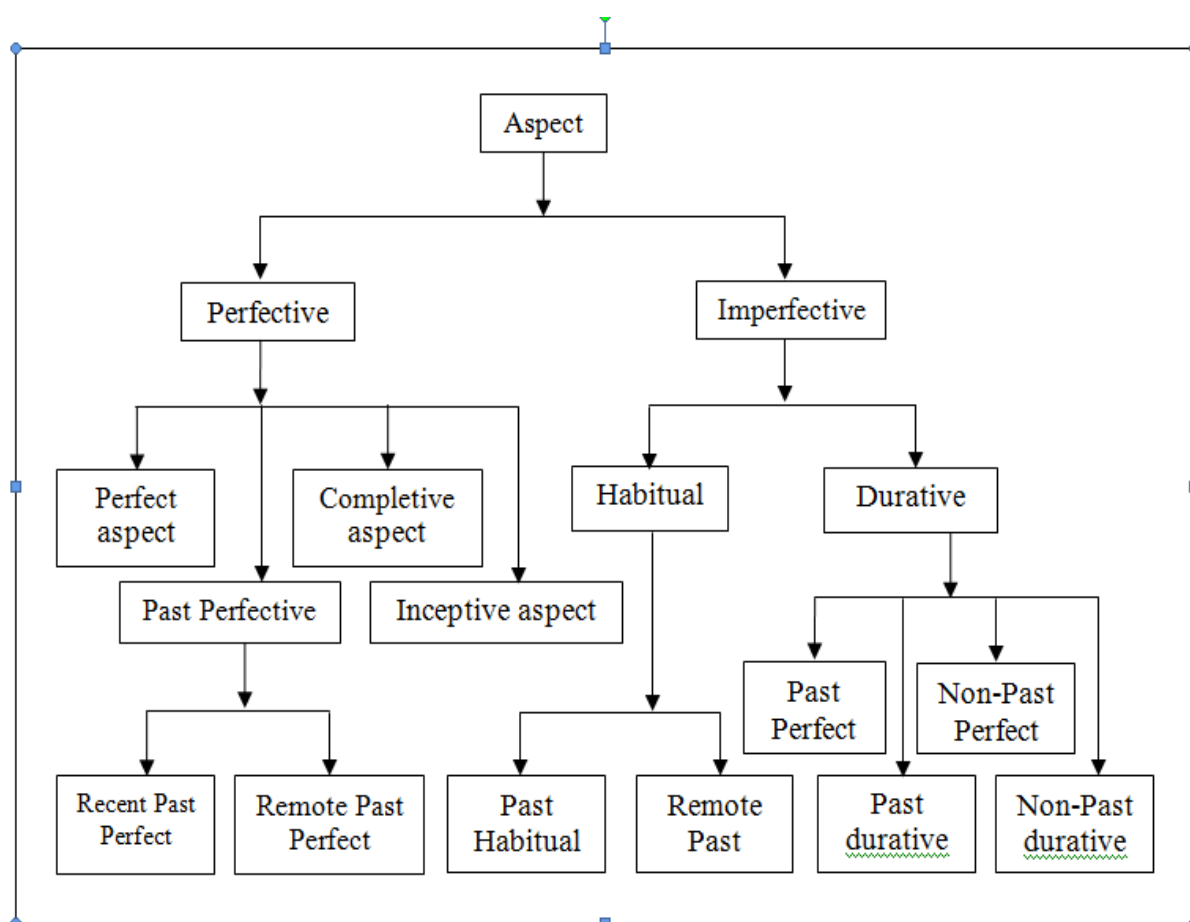 Aspect
Perfective
Imperfective
Perfect
aspect
Completive
aspect
Habitual
Durative
Past Perfective
Inceptive aspect
Past
Perfect
Non-Past
Perfect
Recent Past
Perfect
Remote Past
Perfect
Past
Habitual
Remote
Past
Past
durative
Non-Past
durative